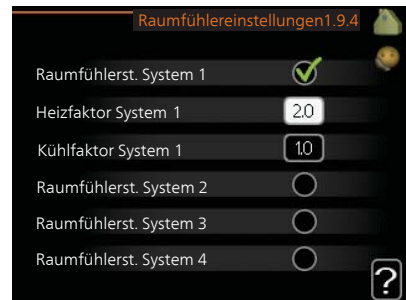 Raumfühlereinstellungen1.9.4
Raumfühlerst. System 1
Heizfaktor System 1 2.0
Kühlfaktor System 1 1.0
Raumfühlerst. System 2
Raumfühlerst. System 3
Raumfühlerst. System 4
?